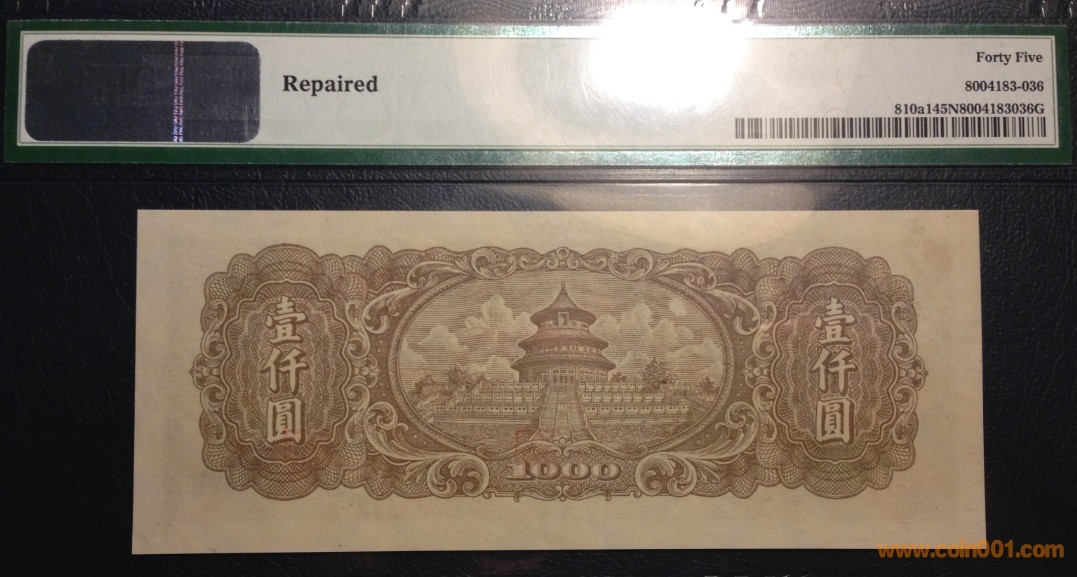 Repaired
Forty Five
8004183-036
810a145N8004183036G
壹仟圓
壹仟圓
1000
www.coin001.com